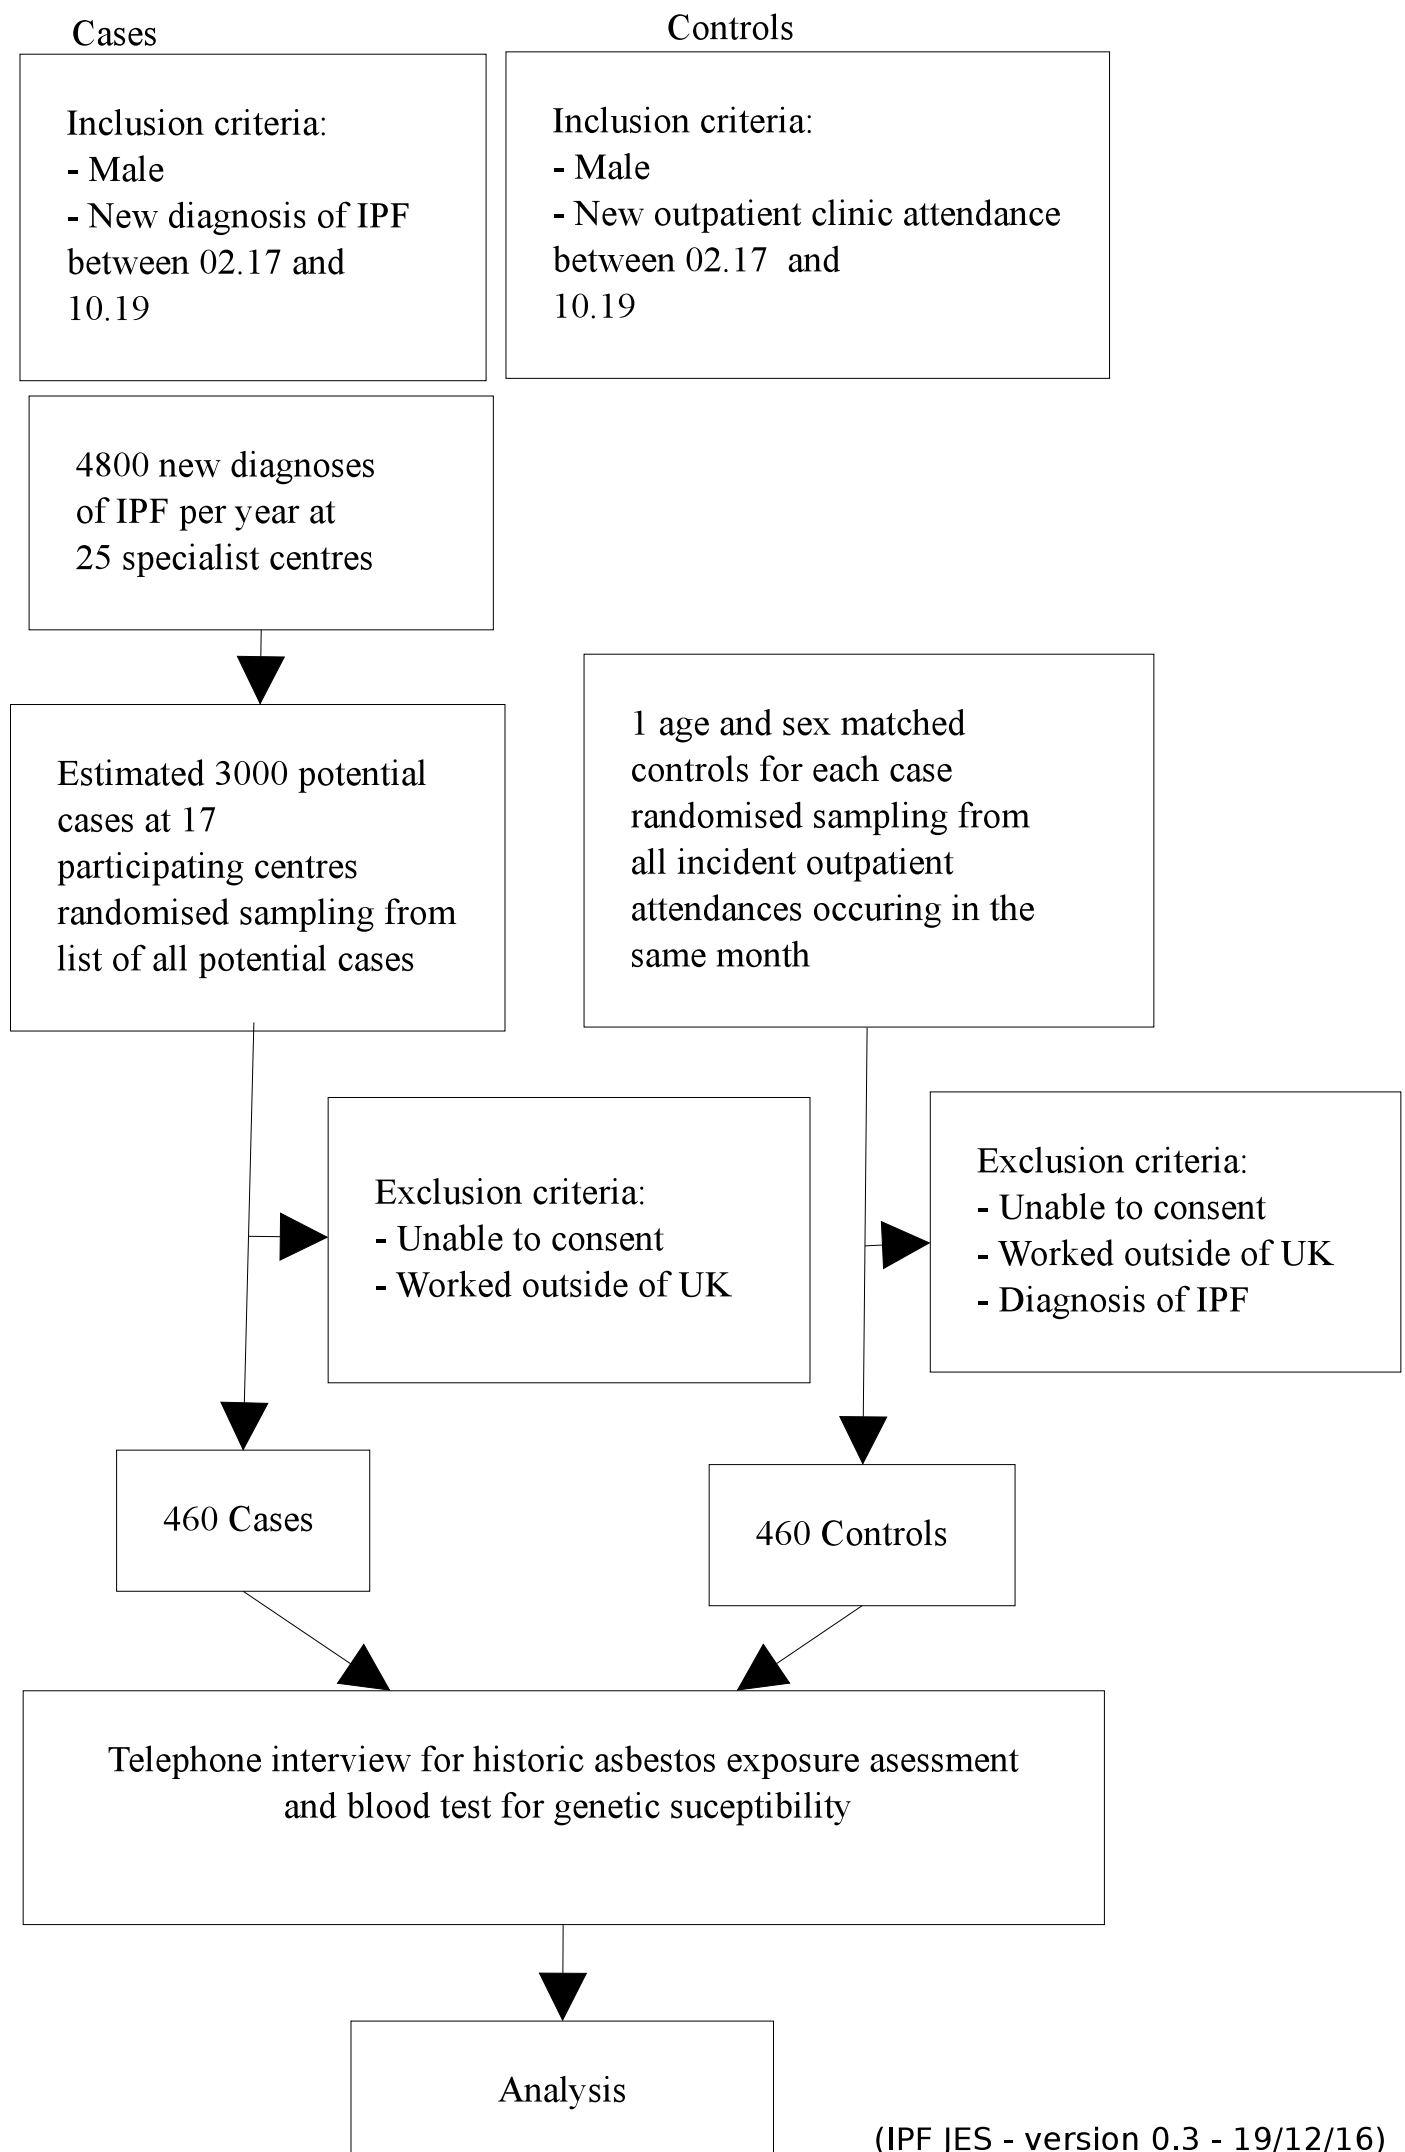 Cases
Inclusion criteria:
- Male
- New diagnosis of IPF
between 02.17 and
10.19
Controls
Inclusion criteria:
- Male
- New outpatient clinic attendance
between 02.17  and
10.19
4800 new diagnoses
of IPF per year at
25 specialist centres
Estimated 3000 potential
cases at 17
participating centres
randomised sampling from
list of all potential cases
1 age and sex matched
controls for each case
randomised sampling from
all incident outpatient
attendances occuring in the
same month
Exclusion criteria:
- Unable to consent
- Worked outside of UK
Exclusion criteria:
- Unable to consent
- Worked outside of UK
- Diagnosis of IPF
460 Cases
460 Controls
Telephone interview for historic asbestos exposure asessment
and blood test for genetic suceptibility
Analysis
(IPF JES - version 0.3 - 19/12/16)